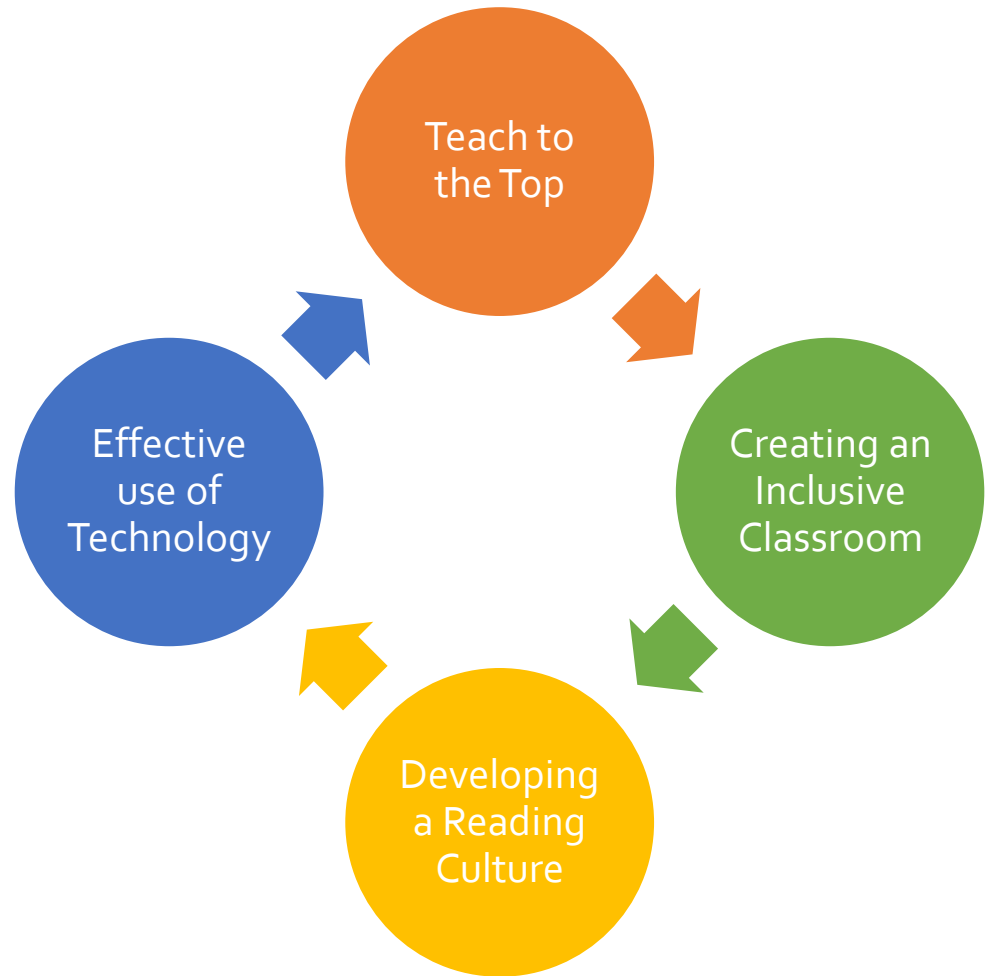 Teach to
the Top
Creating an
Inclusive
Classroom
Developing
a Reading
Culture
Effective
use of
Technology